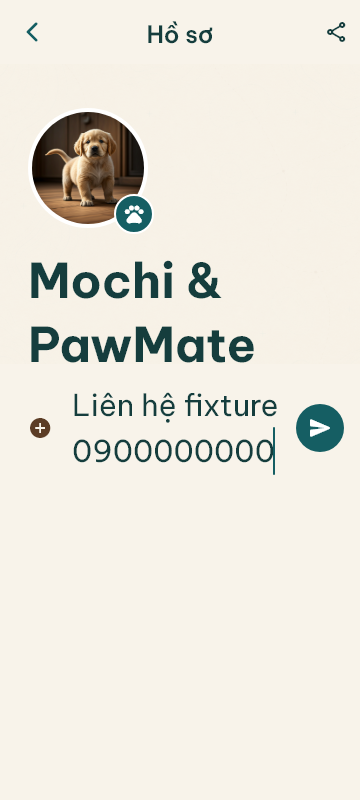 Hồ sơ
Mochi &
PawMate
Liên hệ fixture
0900000000